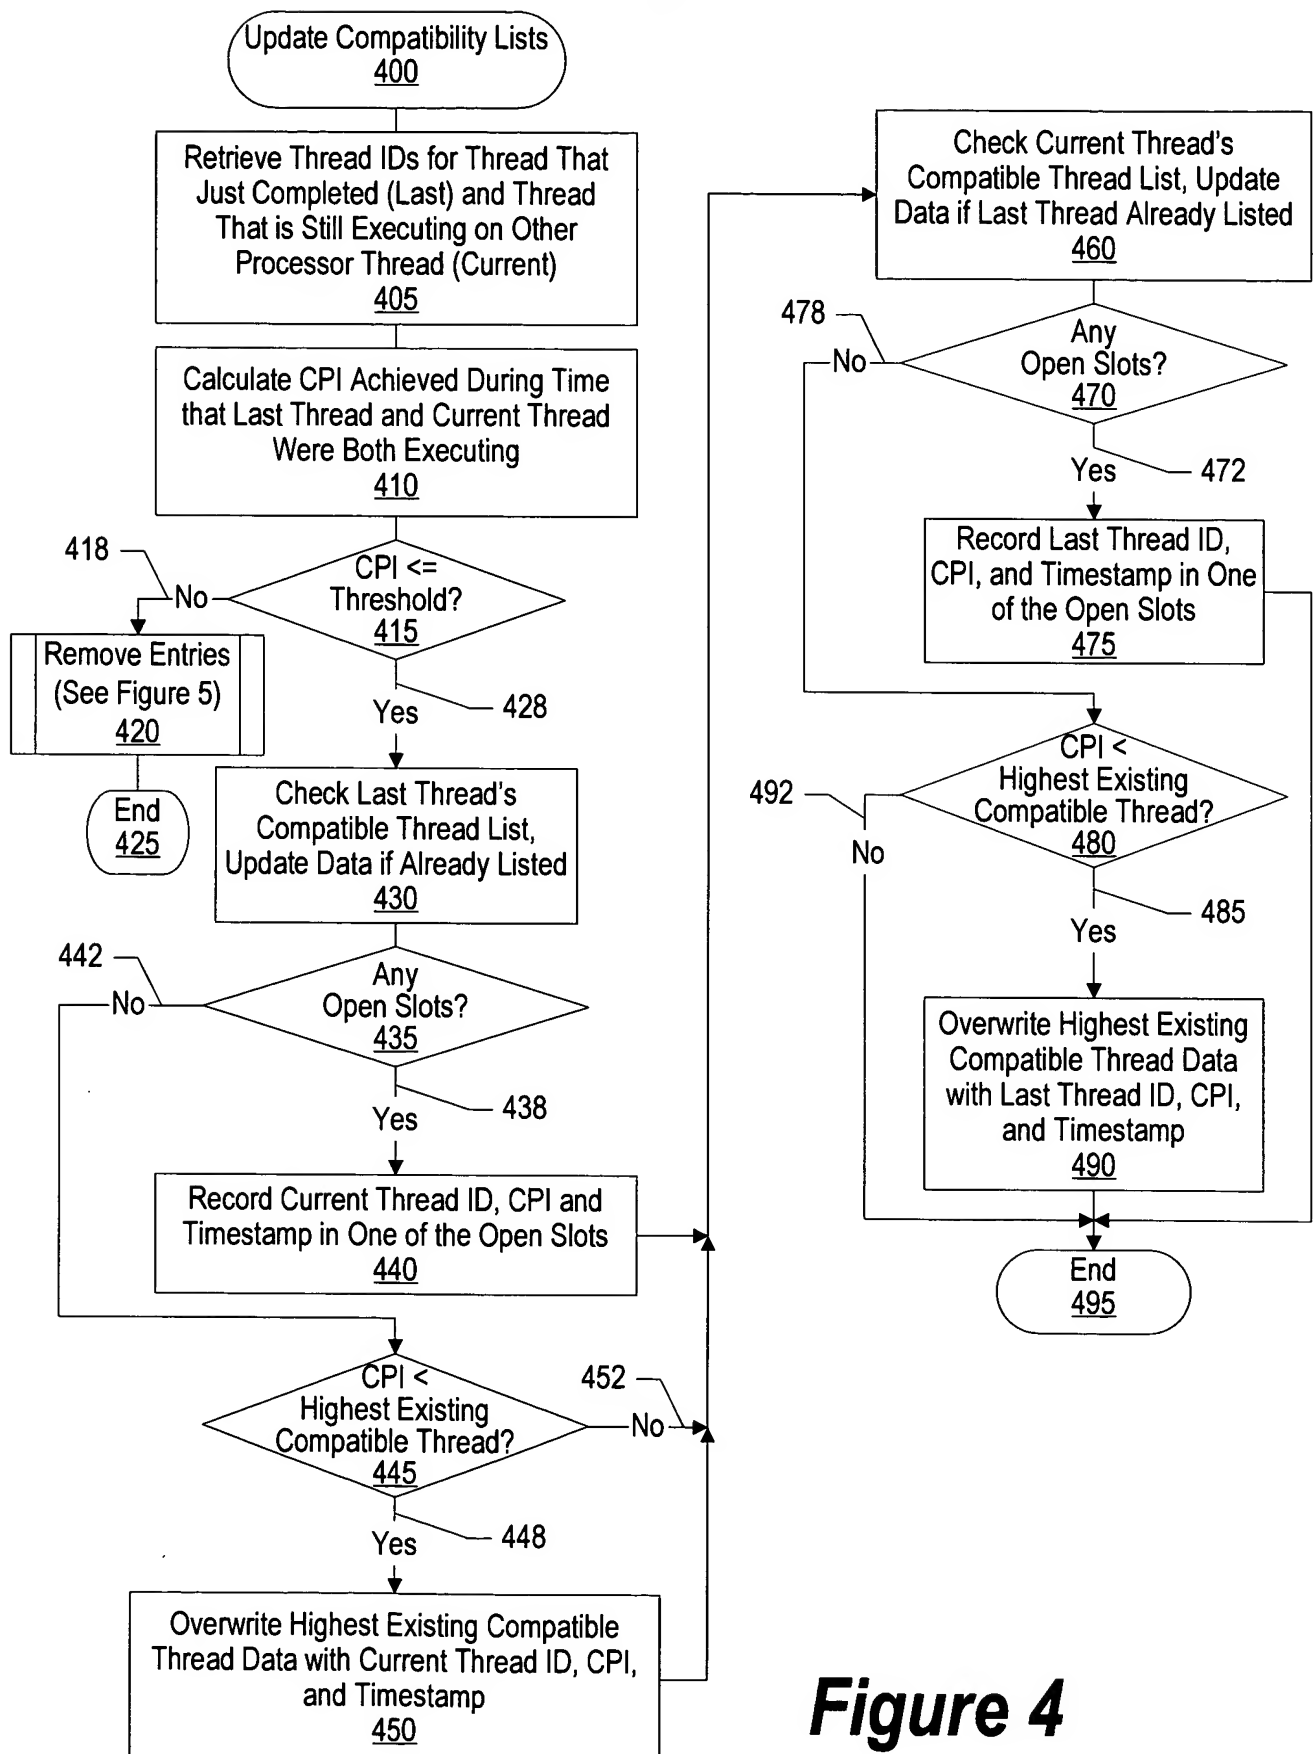 Update Compatibility Lists
400
Retrieve Thread IDs for Thread That
Just Completed (Last) and Thread
That is Still Executing on Other
Processor Thread (Current)
405
Calculate CPI Achieved During Time
that Last Thread and Current Thread
Were Both Executing
410
CPI <=
Threshold?
415
418
No
Remove Entries
(See Figure 5)
420
End
425
428
Yes
Check Last Thread's
Compatible Thread List,
Update Data if Already Listed
430
Any
Open Slots?
435
442
No
438
Yes
Record Current Thread ID, CPI and
Timestamp in One of the Open Slots
440
CPI <
Highest Existing
Compatible Thread?
445
452
No
448
Yes
Overwrite Highest Existing Compatible
Thread Data with Current Thread ID, CPI,
and Timestamp
450
Check Current Thread's
Compatible Thread List, Update
Data if Last Thread Already Listed
460
Any
Open Slots?
470
478
No
472
Yes
Record Last Thread ID,
CPI, and Timestamp in One
of the Open Slots
475
CPI <
Highest Existing
Compatible Thread?
480
492
No
485
Yes
Overwrite Highest Existing
Compatible Thread Data
with Last Thread ID, CPI,
and Timestamp
490
End
495
Figure 4